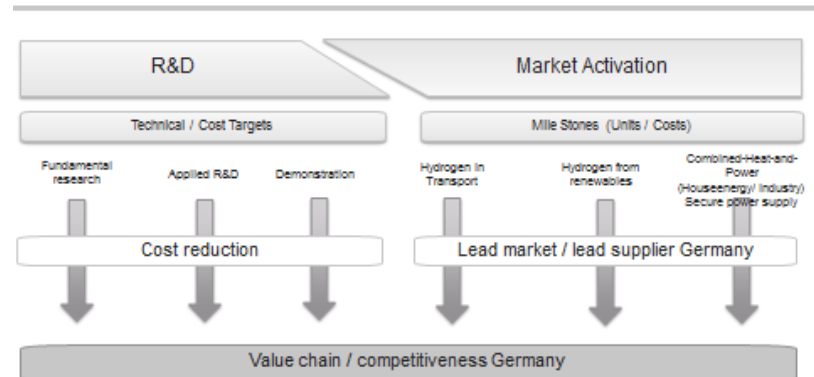 R&D
Market Activation
Technical / Cost Targets
Mile Stones (Units / Costs)
Fundamental
research
Applied R&D
Demonstration
Hydrogen in
Transport
Hydrogen from
renewables
Combined-Heat-and-
Power
(Houseenergy/ Industry)
Secure power supply
Cost reduction
Lead market / lead supplier Germany
Value chain / competitiveness Germany